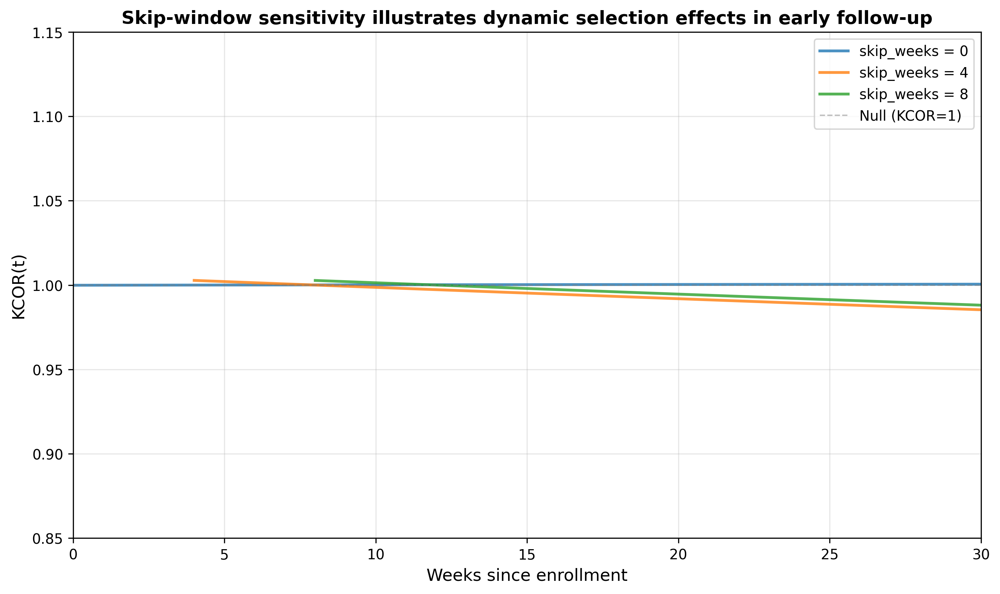 Skip-window sensitivity illustrates dynamic selection effects in early follow-up
1.15
1.10
1.05
1.00
0.95
0.90
0.85
KCOR(t)
skip_weeks = 0
skip_weeks = 4
skip_weeks = 8
Null (KCOR=1)
0 5 10 15 20 25 30
Weeks since enrollment